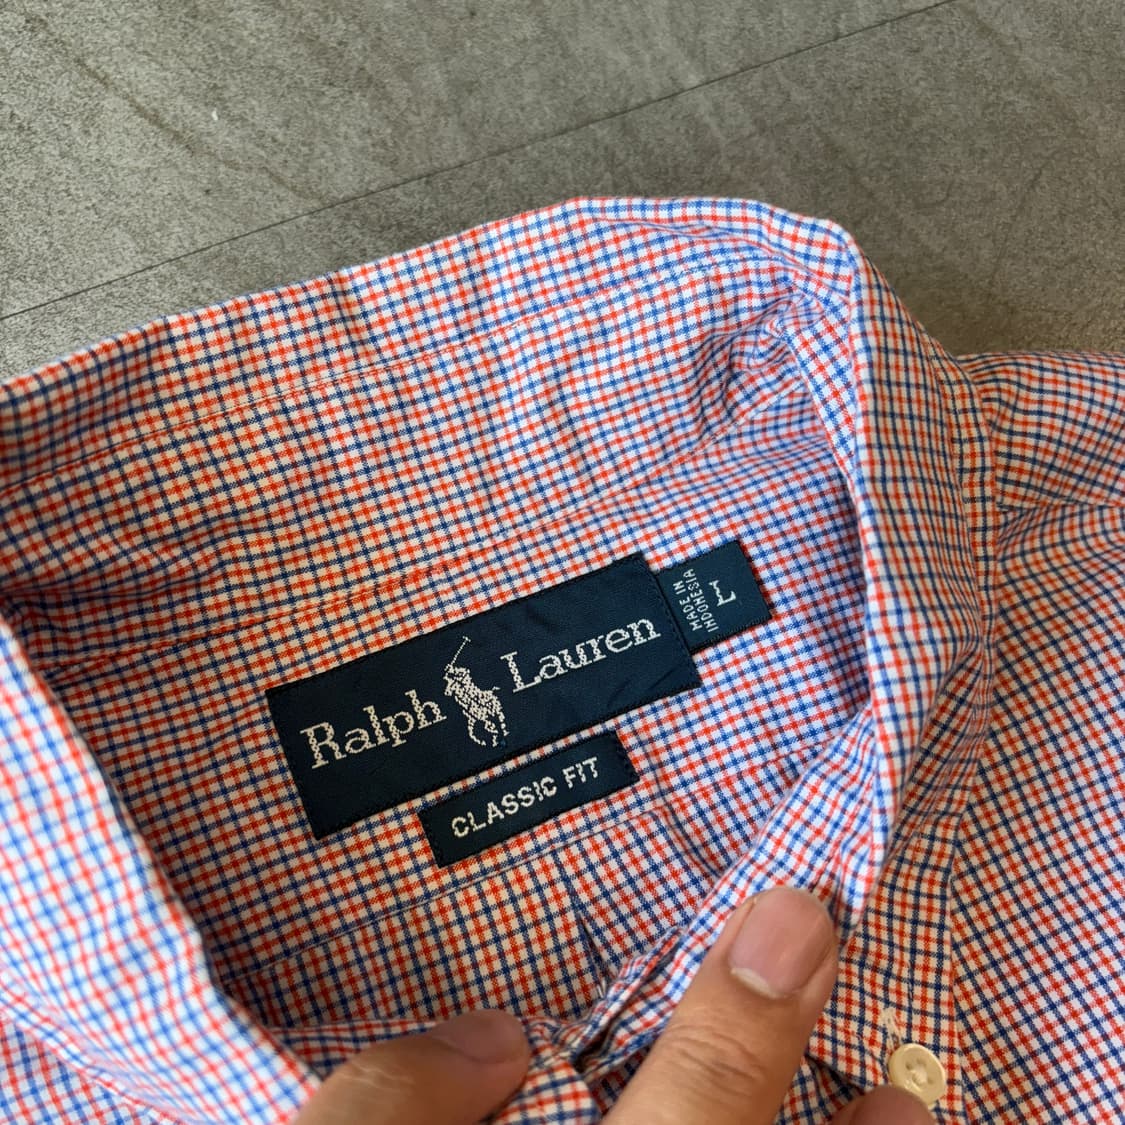 Ralph Lauren
CLASSIC FIT
L
MADE IN
INDONESIA